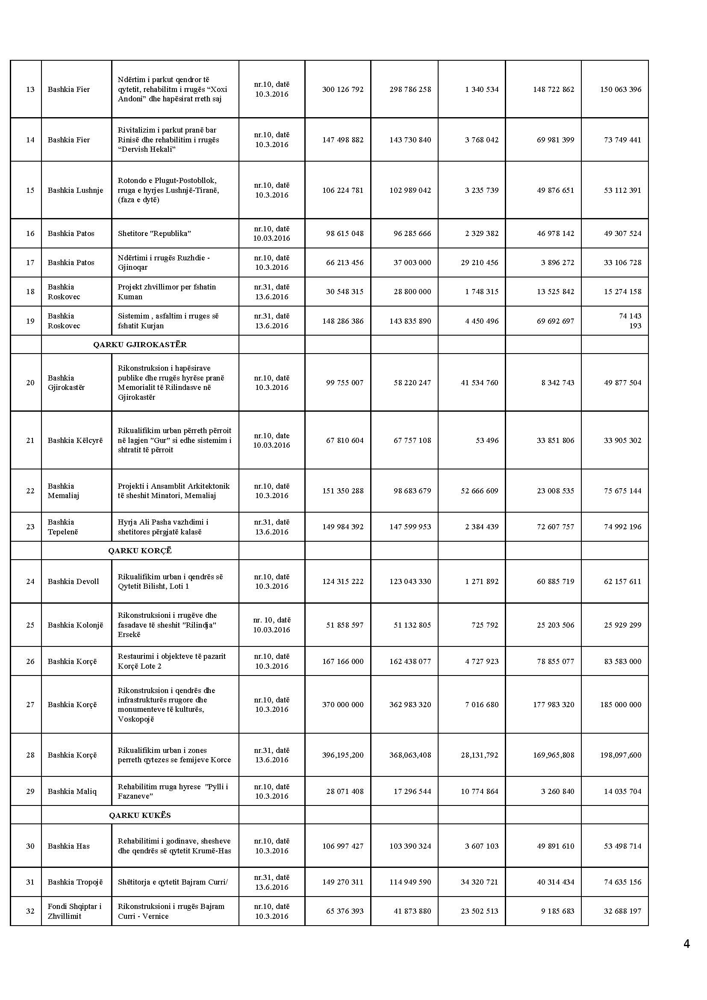 13 Bashkia Fier Ndërtim i parkut qendror të
qytetit, rehabilitm i rrugës “Xoxi
Andoni” dhe hapësirat rreth saj nr.10, datë
10.3.2016 300 126 792 298 786 258 1 340 534 148 722 862 150 063 396
14 Bashkia Fier Rivitalizim i parkut pranë bar
Rinisë dhe rehabilitim i rrugës
“Dervish Hekali” nr.10, datë
10.3.2016 147 498 882 143 730 840 3 768 042 69 981 399 73 749 441
15 Bashkia Lushnje Rotondo e Plugut-Postobllok,
rruga e hyrjes Lushnjë-Tiranë,
(faza e dytë) nr.10, datë
10.3.2016 106 224 781 102 989 042 3 235 739 49 876 651 53 112 391
16 Bashkia Patos Shetitore "Republika" nr.10, datë
10.03.2016 98 615 048 96 285 666 2 329 382 46 978 142 49 307 524
17 Bashkia Patos Ndërtimi i rrugës Ruzhdie -
Gjinoqar nr.10, datë
10.3.2016 66 213 456 37 003 000 29 210 456 3 896 272 33 106 728
18 Bashkia
Roskovec Projekt zhvillimor per fshatin
Kuman nr.31, datë
13.6.2016 30 548 315 28 800 000 1 748 315 13 525 842 15 274 158
19 Bashkia
Roskovec Sistemim , asfaltim i rruges së
fshatit Kurjan nr.31, datë
13.6.2016 148 286 386 143 835 890 4 450 496 69 692 697 74 143
193
QARKU GJIROKASTËR
20 Bashkia
Gjirokastër Rikonstruksion i hapësirave
publike dhe rrugës hyrëse pranë
Memorialit të Rilindasve në
Gjirokastër nr.10, datë
10.3.2016 99 755 007 58 220 247 41 534 760 8 342 743 49 877 504
21 Bashkia Këlcyrë Rikualifikim urban përreth përroit
në lagjen "Gur" si edhe sistemim i
shtratit të përroit nr.10, date
10.03.2016 67 810 604 67 757 108 53 496 33 851 806 33 905 302
22 Bashkia
Memaliaj Projekti i Ansamblit Arkitektonik
të sheshit Minatori, Memaliaj nr.10, datë
10.3.2016 151 350 288 98 683 679 52 666 609 23 008 535 75 675 144
23 Bashkia
Tepelenë Hyrja Ali Pasha vazhdimi i
shetitores përgjatë kalasë nr.31, datë
13.6.2016 149 984 392 147 599 953 2 384 439 72 607 757 74 992 196
QARKU KORÇË
24 Bashkia Devoll Rikualifikim urban i qendrës së
Qytetit Bilisht, Loti 1 nr.10, datë
10.3.2016 124 315 222 123 043 330 1 271 892 60 885 719 62 157 611
25 Bashkia Kolonjë Rikonstruksioni i rrugëve dhe
fasadave të sheshit "Rilindja"
Ersekë nr. 10, datë
10.03.2016 51 858 597 51 132 805 725 792 25 203 506 25 929 299
26 Bashkia Korçë Restaurimi i objekteve të pazarit
Korçë Lote 2 nr.10, datë
10.3.2016 167 166 000 162 438 077 4 727 923 78 855 077 83 583 000
27 Bashkia Korçë Rikonstruksion i qendrës dhe
infrastrukturës rrugore dhe
monumenteve të kulturës,
Voskopojë nr.10, datë
10.3.2016 370 000 000 362 983 320 7 016 680 177 983 320 185 000 000
28 Bashkia Korçë Rikualifikim urban i zones
perreth qytezes se femijeve Korce nr.31, datë
13.6.2016 396,195,200 368,063,408 28,131,792 169,965,808 198,097,600
29 Bashkia Maliq Rehabilitim rruga hyrese "Pylli i
Fazaneve" nr.10, datë
10.3.2016 28 071 408 17 296 544 10 774 864 3 260 840 14 035 704
QARKU KUKËS
30 Bashkia Has Rehabilitimi i godinave, shesheve
dhe qendrës së qytetit Krumë-Has nr.10, datë
10.3.2016 106 997 427 103 390 324 3 607 103 49 891 610 53 498 714
31 Bashkia Tropojë Shëtitorja e qytetit Bajram Curri/ nr.31, datë
13.6.2016 149 270 311 114 949 590 34 320 721 40 314 434 74 635 156
32 Fondi Shqiptar i
Zhvillimit Rikonstruksioni i rrugës Bajram
Curri - Vernice nr.10, datë
10.3.2016 65 376 393 41 873 880 23 502 513 9 185 683 32 688 197
4